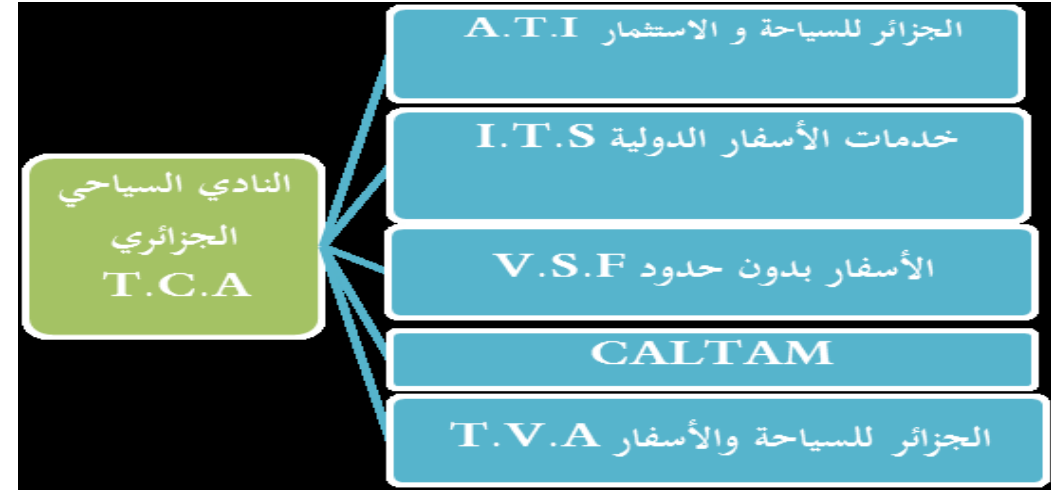 النادي السياحي
الجزائري
T.C.A
الجزائر للسياحة و الاستثمار A.T.I
خدمات الأسفار الدولية I.T.S
الأسفار بدون حدود V.S.F
CALTAM
الجزائر للسياحة والأسفار T.V.A